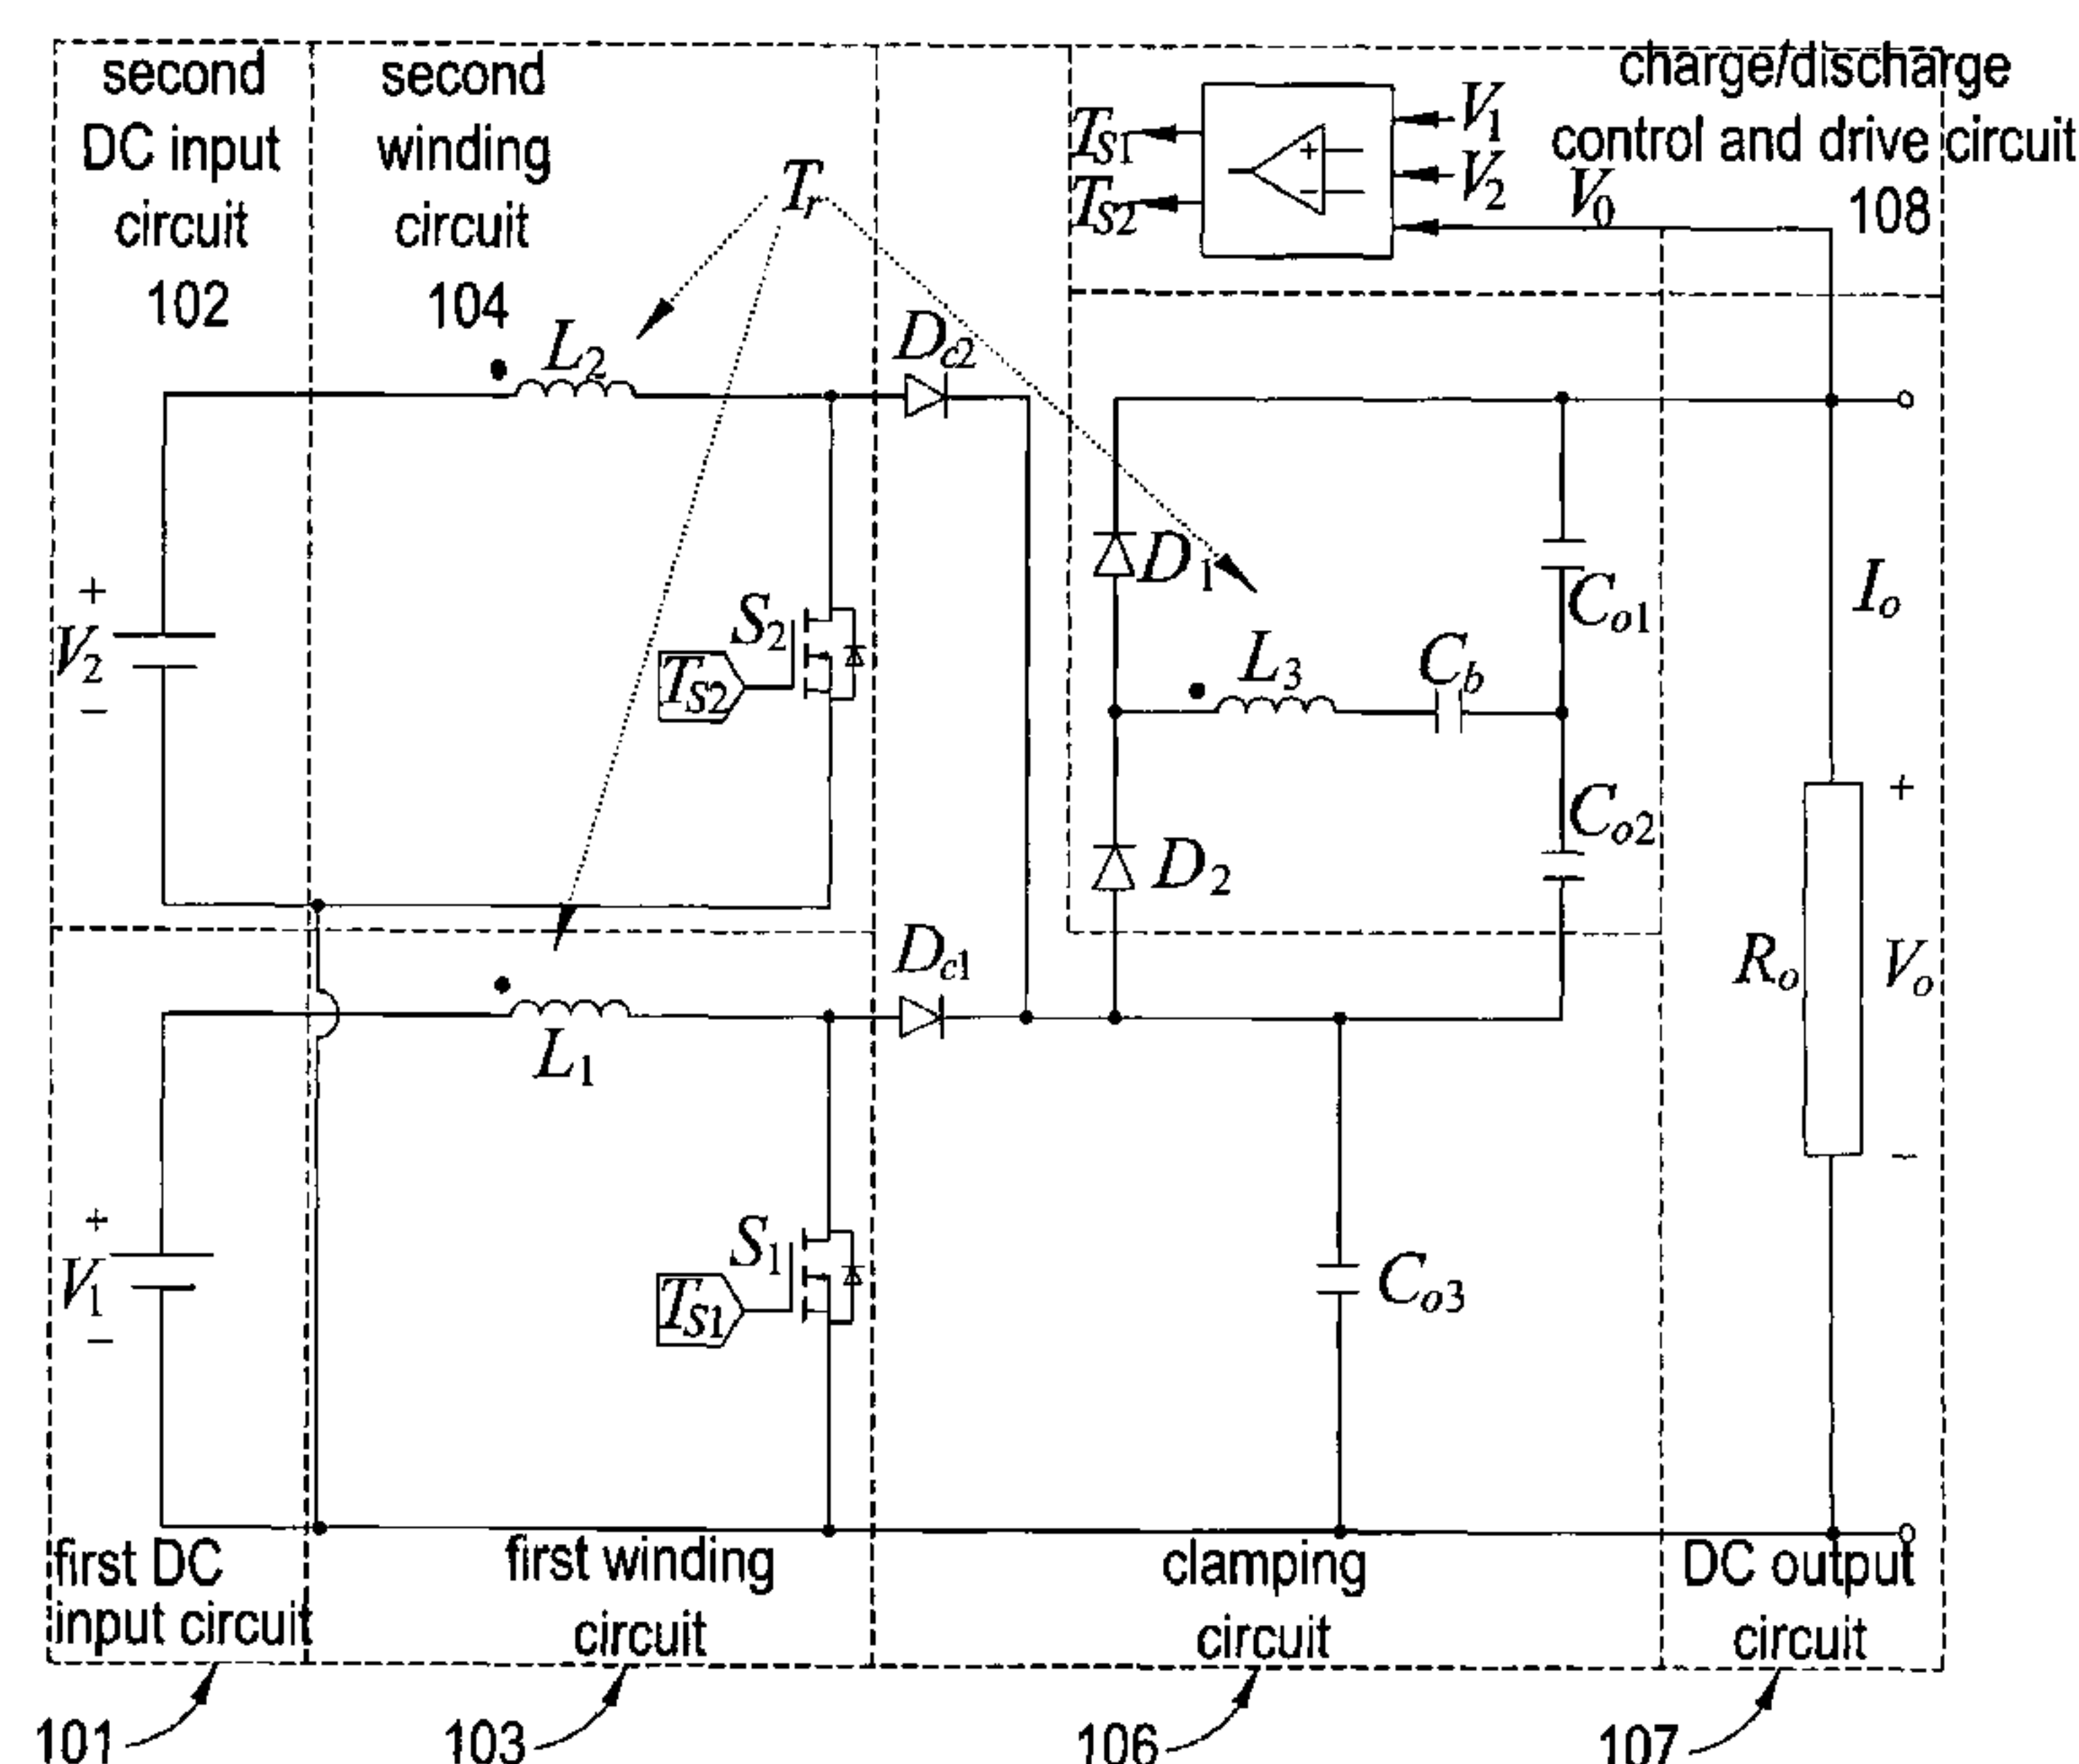 second
DC input
circuit
102
second
winding
circuit
104
Tr
TS1
TS2
V1
V2
V0
charge/discharge
control and drive circuit
108
L2
Dc2
+
V2
−
S2
TS2
D1
L3
Cb
Co1
Io
D2
Co2
+
Ro
Vo
−
Dc1
L1
+
V1
−
S1
TS1
Co3
first DC
input circuit
first winding
circuit
clamping
circuit
DC output
circuit
101
103
106
107